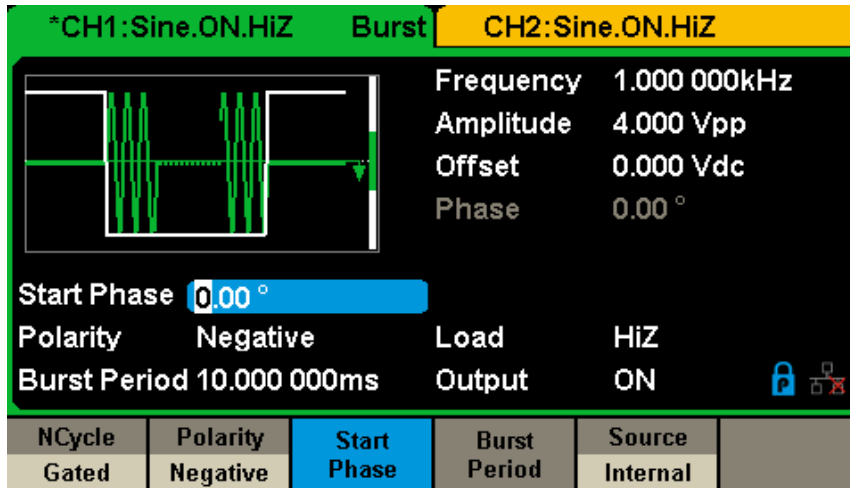 *CH1:Sine.ON.HiZ Burst CH2:Sine.ON.HiZ
Frequency 1.000 000kHz
Amplitude 4.000 Vpp
Offset 0.000 Vdc
Phase 0.00 °
Start Phase 0.00 °
Polarity Negative Load HiZ
Burst Period 10.000 000ms Output ON
P
NCycle Polarity Start Burst Source
Gated Negative Phase Period Internal